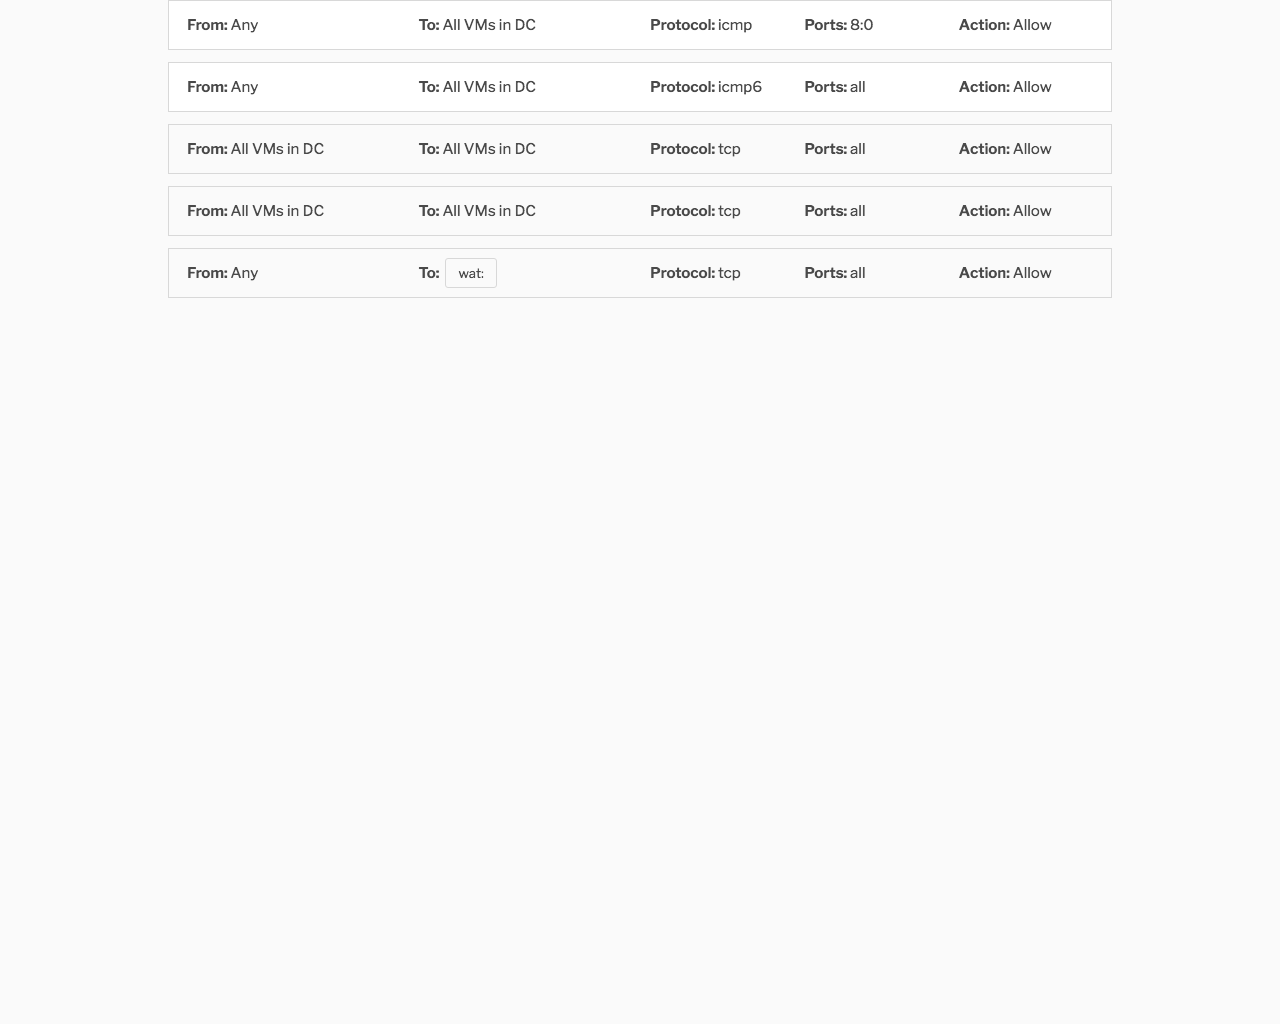 From: Any To: All VMs in DC Protocol: icmp Ports: 8:0 Action: Allow
From: Any To: All VMs in DC Protocol: icmp6 Ports: all Action: Allow
From: All VMs in DC To: All VMs in DC Protocol: tcp Ports: all Action: Allow
From: All VMs in DC To: All VMs in DC Protocol: tcp Ports: all Action: Allow
From: Any To: wat: Protocol: tcp Ports: all Action: Allow